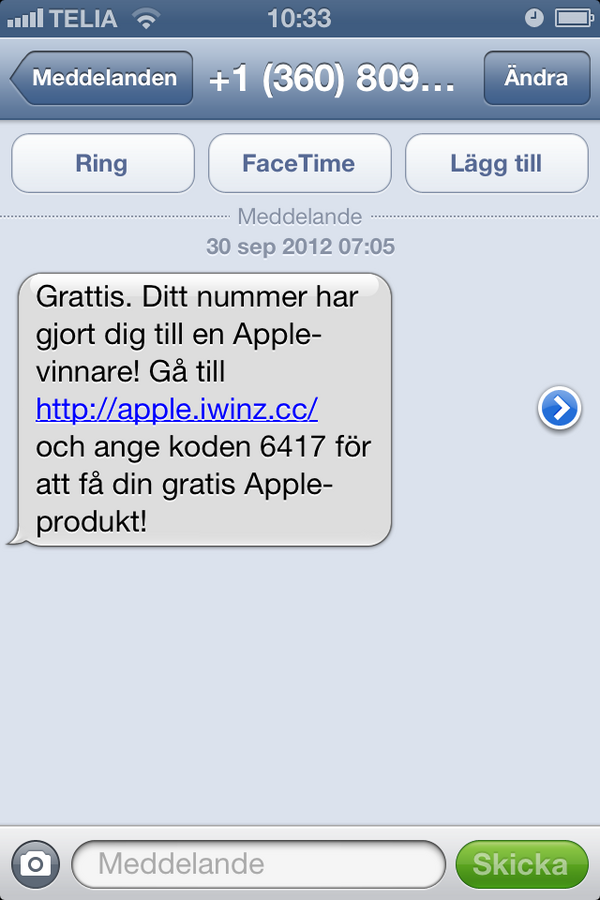 TELIA 10:33
Meddelanden +1 (360) 809... Ändra
Ring FaceTime Lägg till
Meddelande
30 sep 2012 07:05
Grattis. Ditt nummer har
gjort dig till en Apple-
vinnare! Gå till
http://apple.iwinz.cc/
och ange koden 6417 för
att få din gratis Apple-
produkt!
Meddelande Skicka